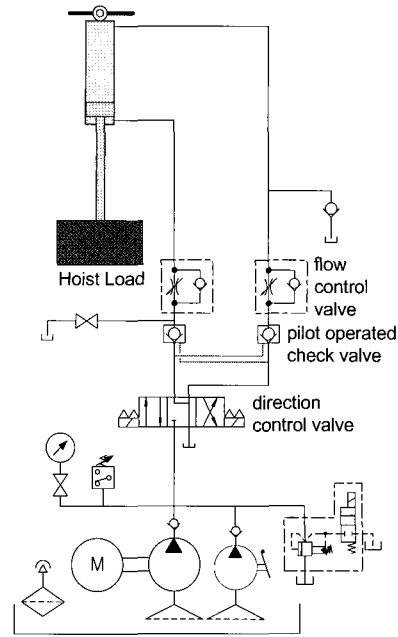 Hoist Load
flow
control
valve
pilot operated
check valve
direction
control valve
M